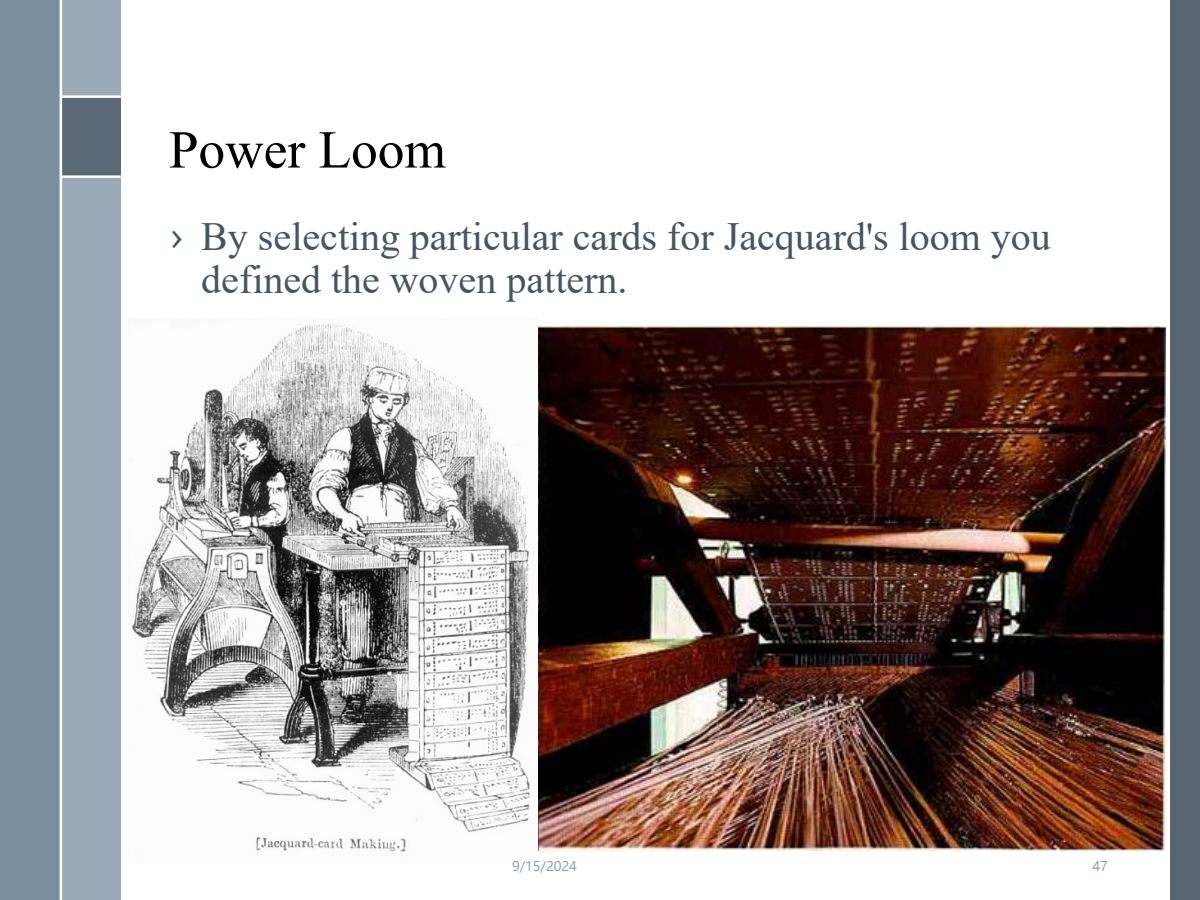 Power Loom
› By selecting particular cards for Jacquard's loom you
defined the woven pattern.
[Jacquard-card Making.]
9/15/2024
47